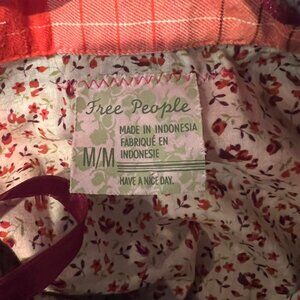 Free People
MADE IN INDONESIA
FABRIQUÉ EN
M/M INDONESIE
HAVE A NICE DAY.